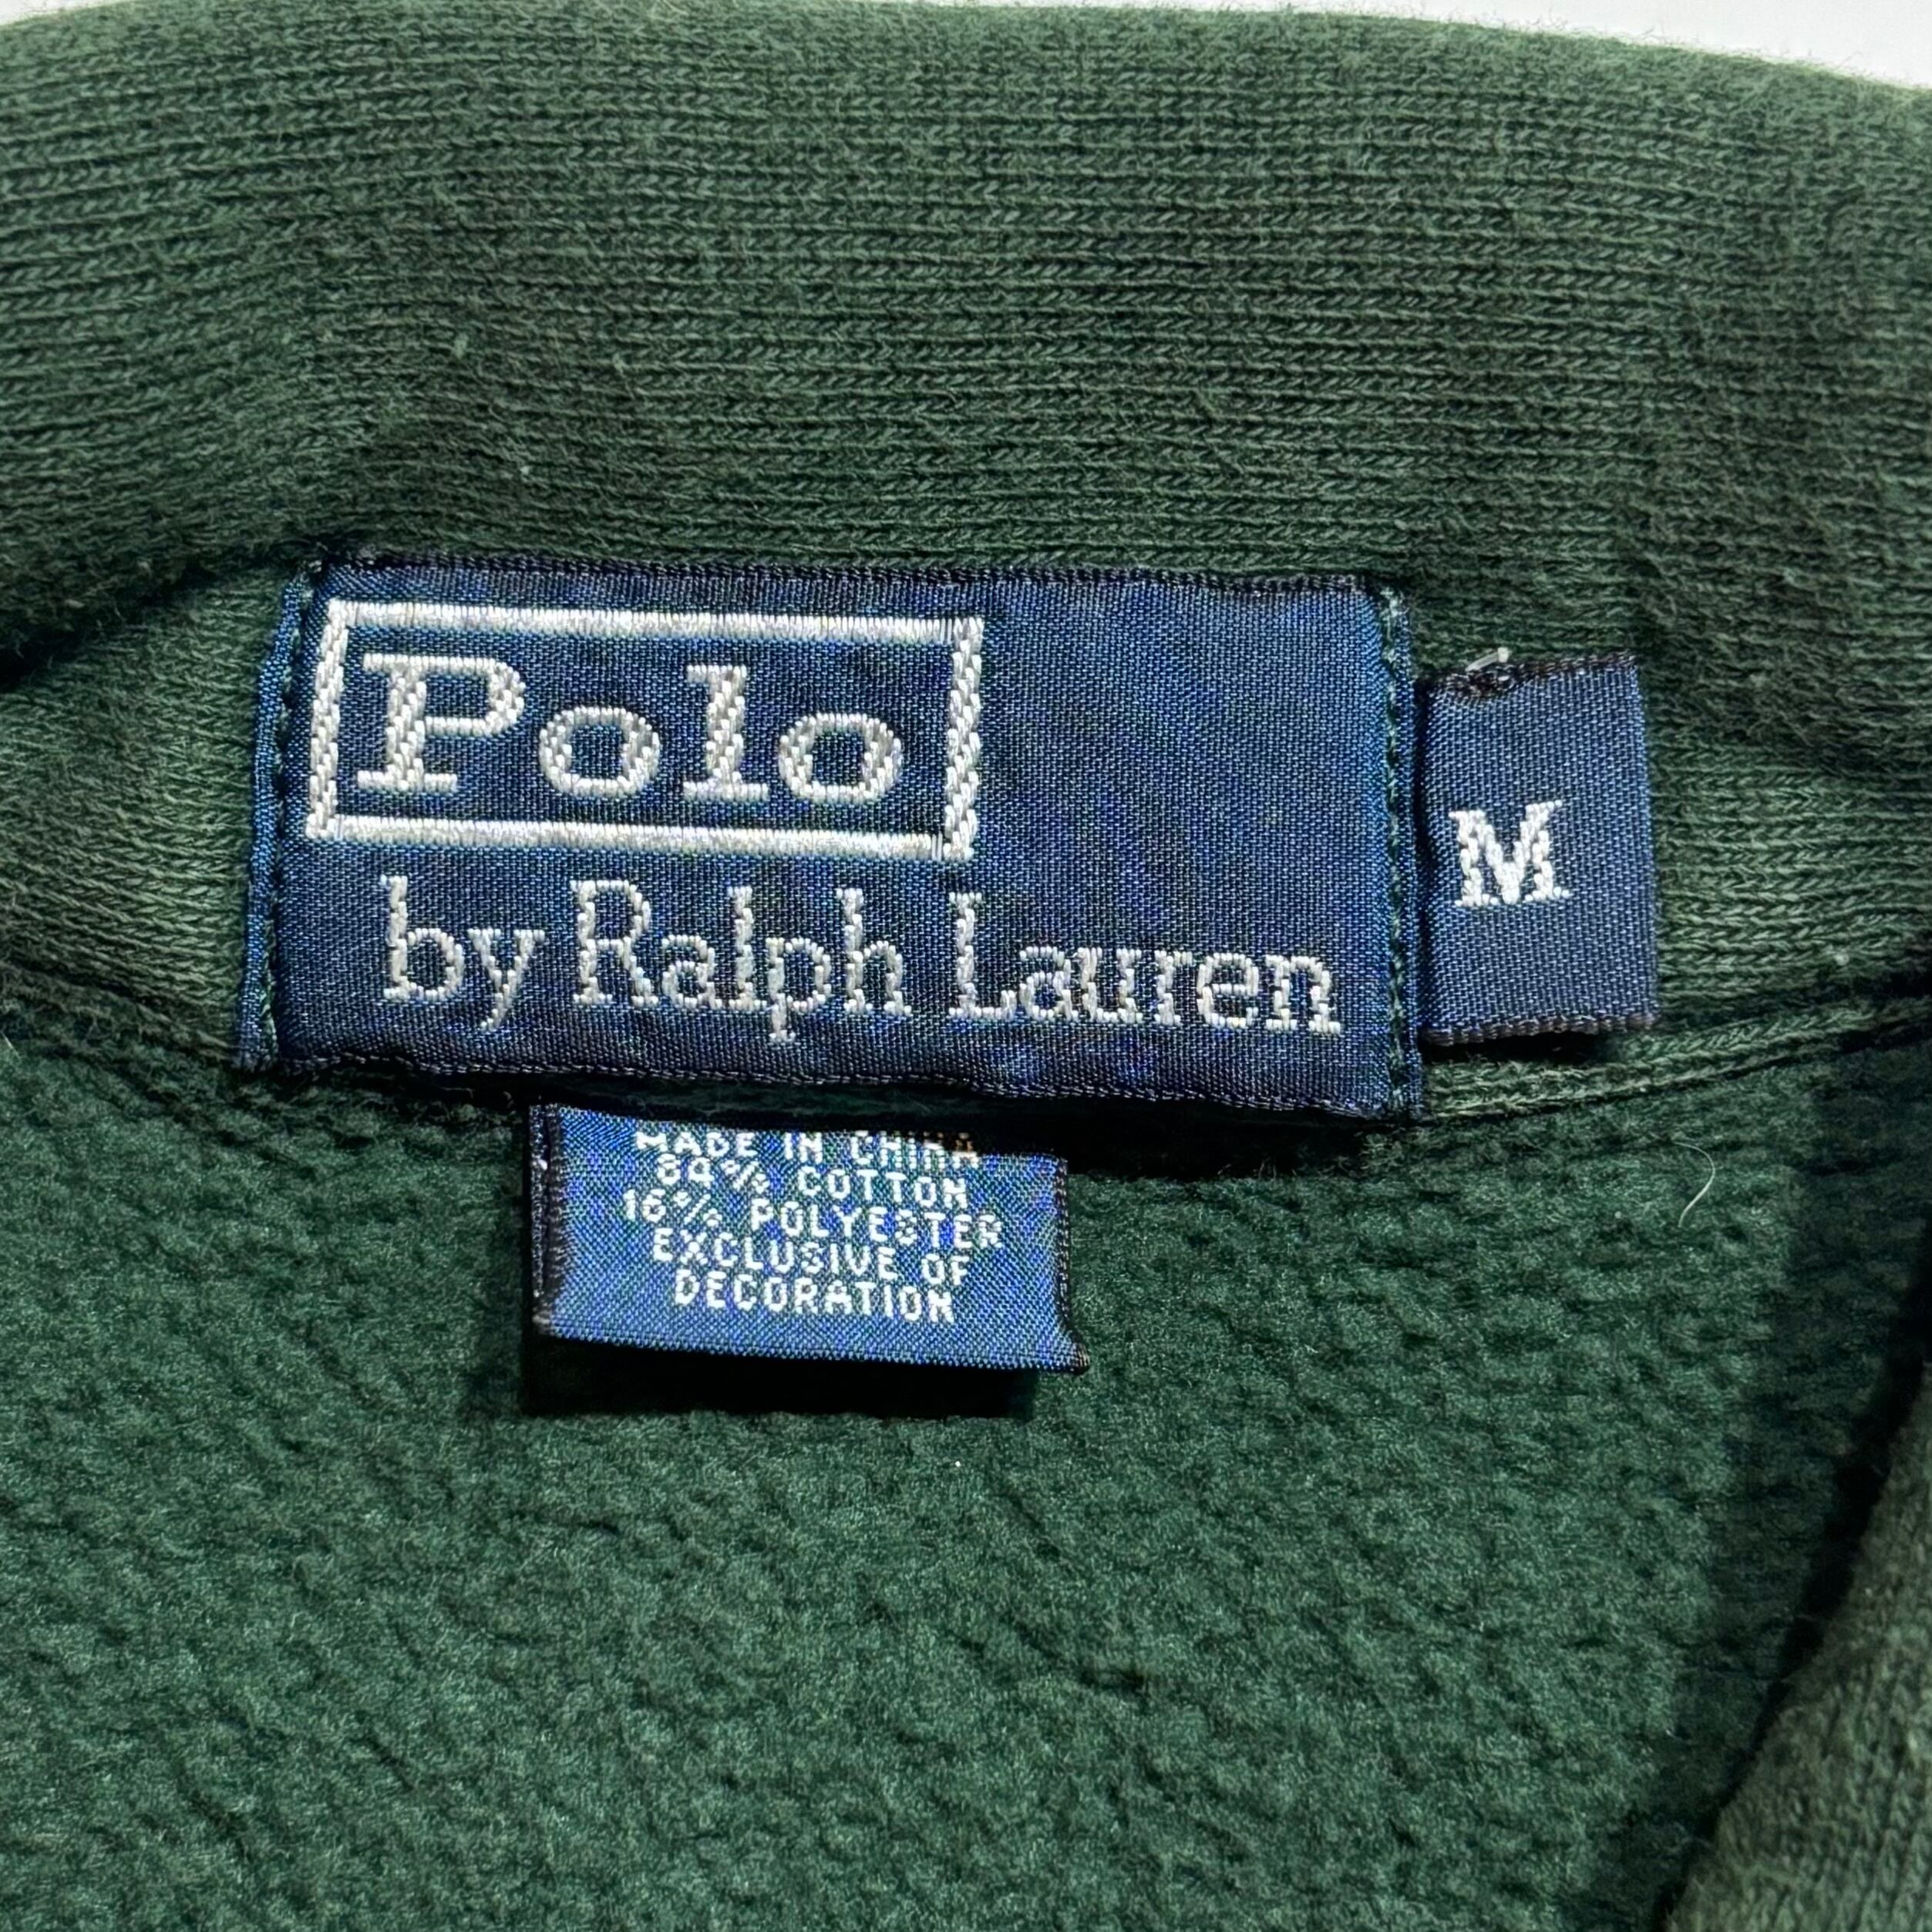 Polo
by Ralph Lauren
M
MADE IN CHINA
84% COTTON
16% POLYESTER
EXCLUSIVE OF
DECORATION